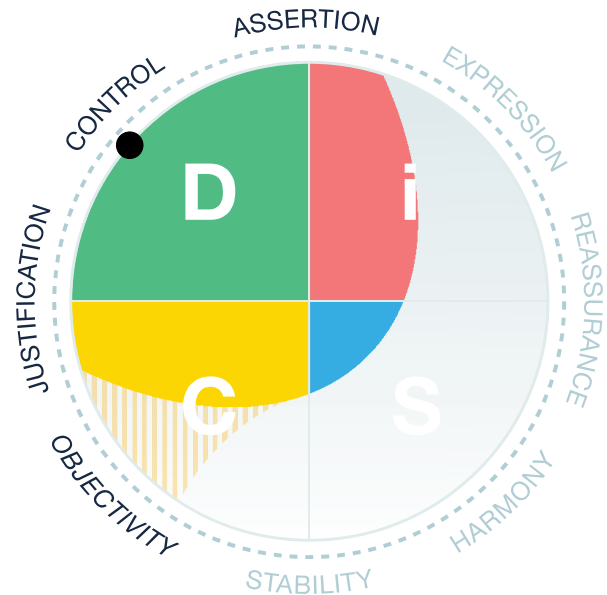 ASSERTION
EXPRESSION
CONTROL
D
i
JUSTIFICATION
REASSURANCE
C
S
OBJECTIVITY
HARMONY
STABILITY